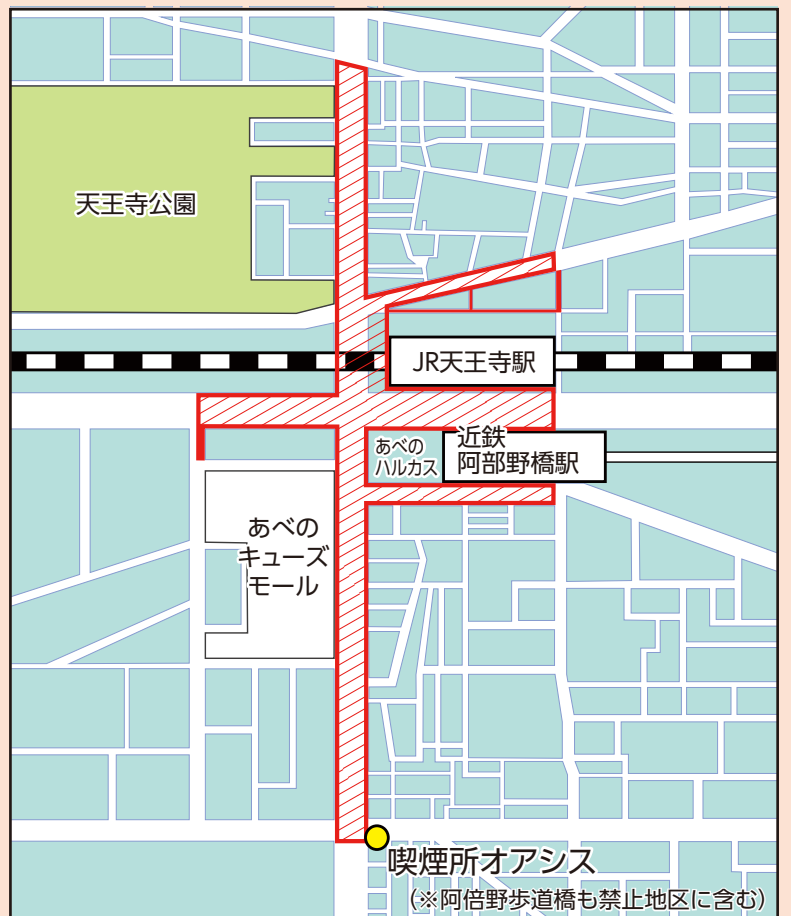 天王寺公園
JR天王寺駅
あべの
ハルカス
近鉄
阿部野橋駅
あべの
キューズ
モール
喫煙所オアシス
(※阿倍野歩道橋も禁止地区に含む)